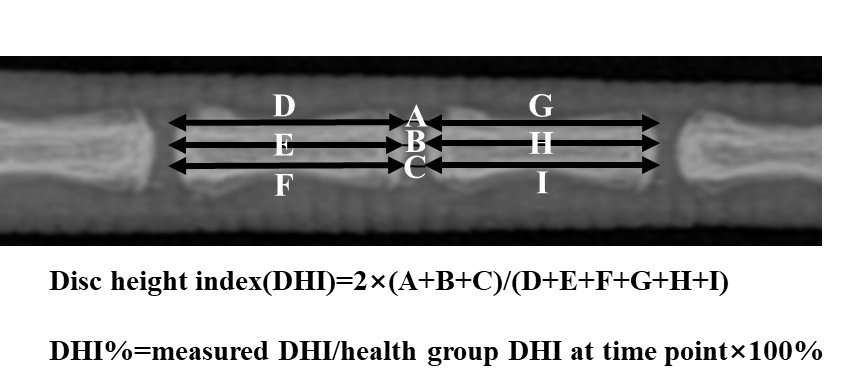 D A G
E B H
F C I
Disc height index(DHI)=2×(A+B+C)/(D+E+F+G+H+I)
DHI%=measured DHI/health group DHI at time point×100%